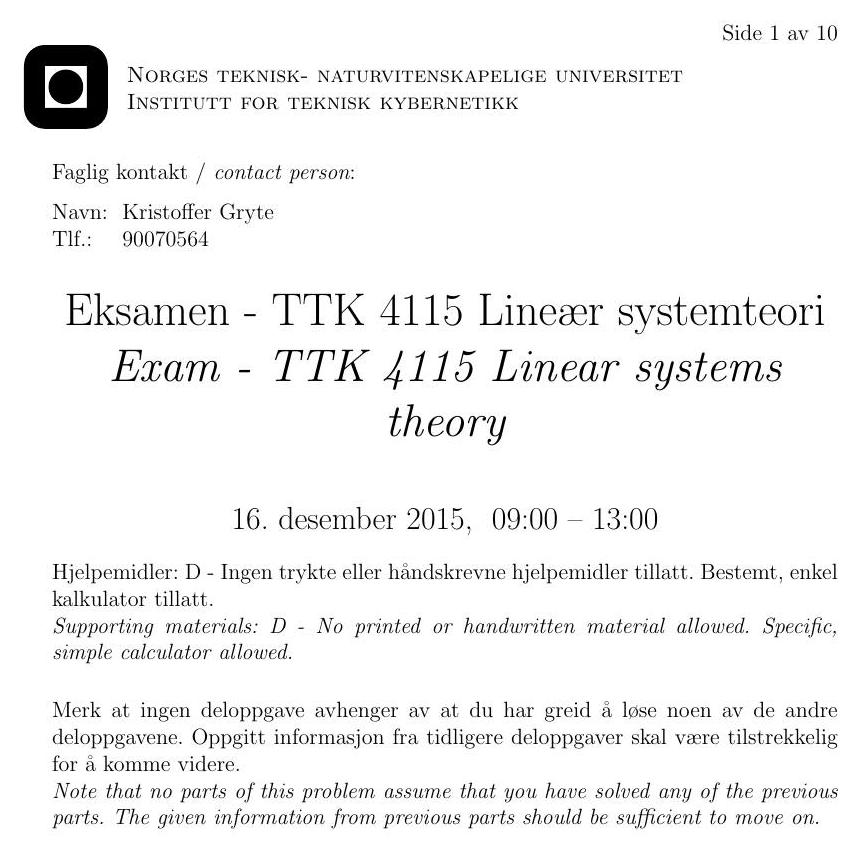 Side 1 av 10
Norges teknisk- naturvitenskapelige universitet
Institutt for teknisk kybernetikk
Faglig kontakt / contact person:
Navn: Kristoffer Gryte
Tlf.: 90070564
Eksamen - TTK 4115 Lineær systemteori
Exam - TTK 4115 Linear systems
theory
16. desember 2015, 09:00 – 13:00
Hjelpemidler: D - Ingen trykte eller håndskrevne hjelpemidler tillatt. Bestemt, enkel
kalkulator tillatt.
Supporting materials: D - No printed or handwritten material allowed. Specific,
simple calculator allowed.
Merk at ingen deloppgave avhenger av at du har greid å løse noen av de andre
deloppgavene. Oppgitt informasjon fra tidligere deloppgaver skal være tilstrekkelig
for å komme videre.
Note that no parts of this problem assume that you have solved any of the previous
parts. The given information from previous parts should be sufficient to move on.